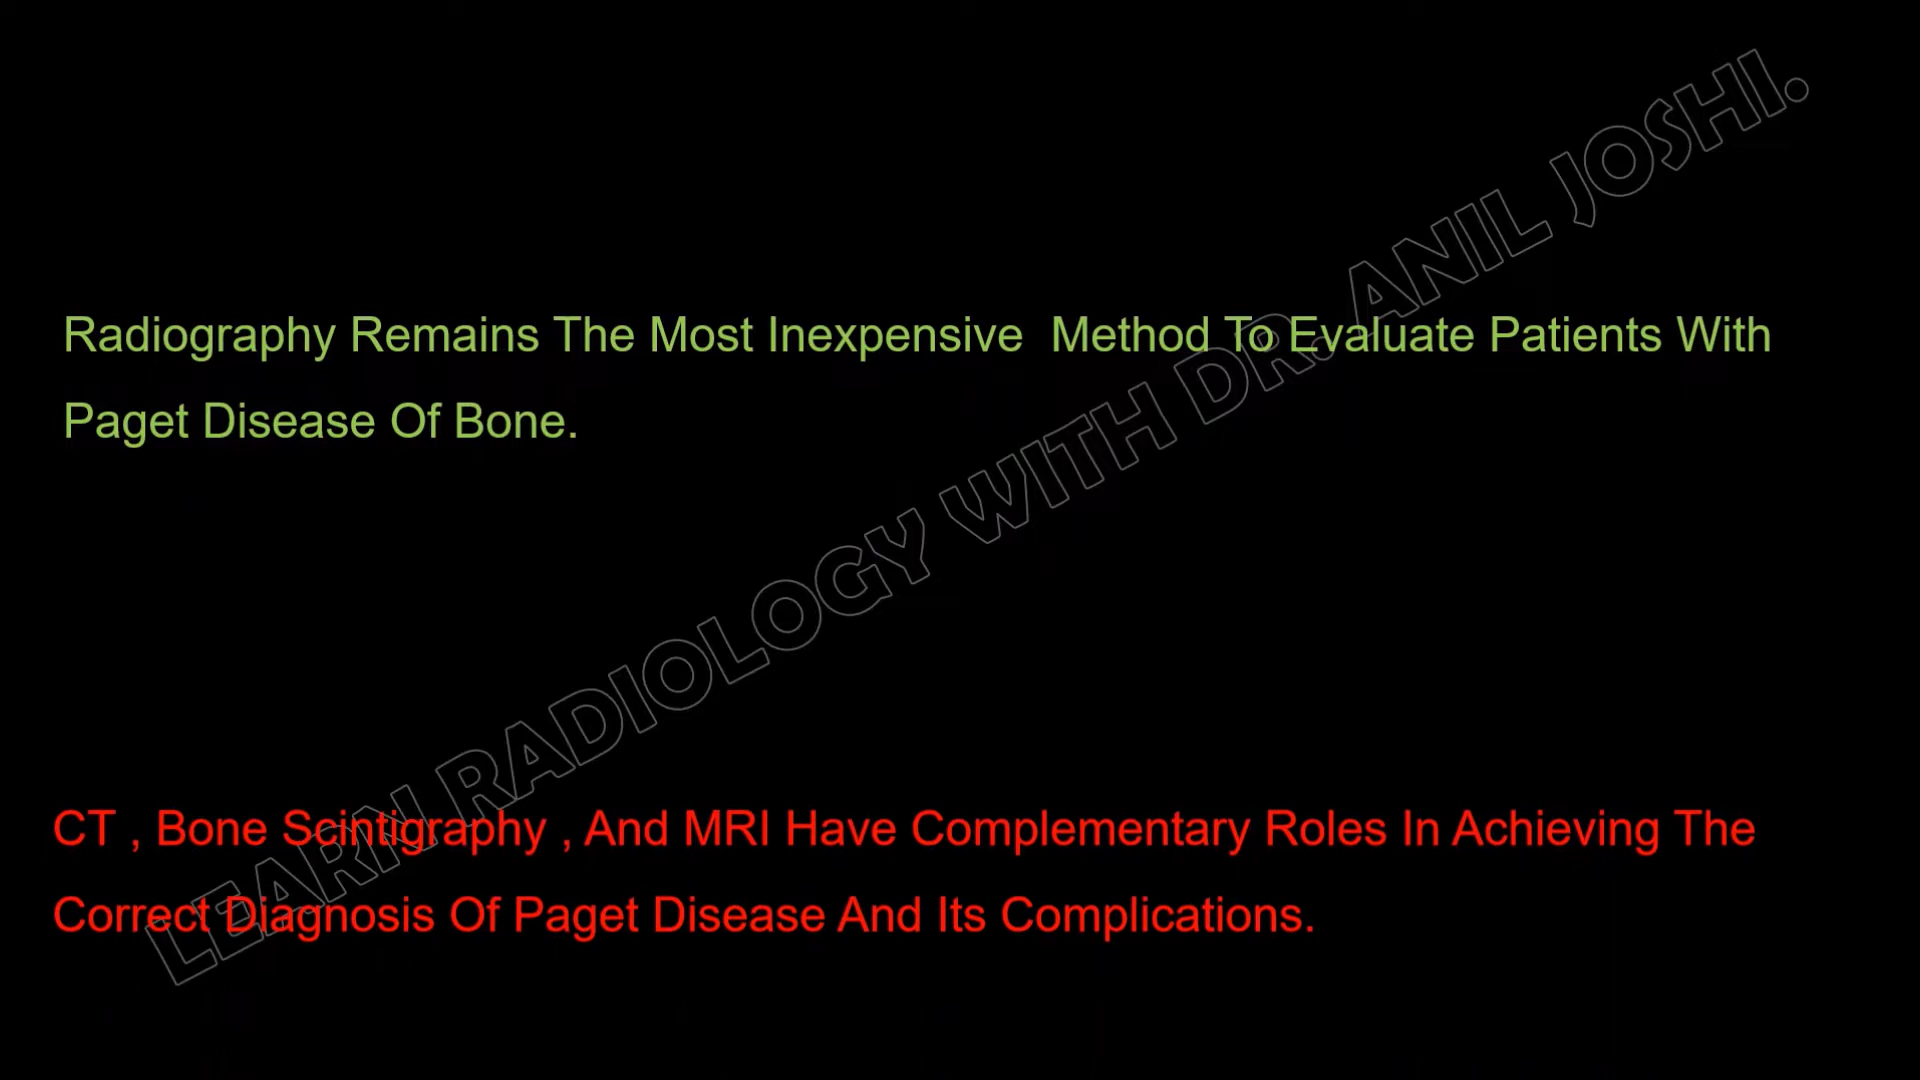 Radiography Remains The Most Inexpensive  Method To Evaluate Patients With
Paget Disease Of Bone.
CT , Bone Scintigraphy , And MRI Have Complementary Roles In Achieving The
Correct Diagnosis Of Paget Disease And Its Complications.
LEARN RADIOLOGY WITH DR. ANIL JOSHI.